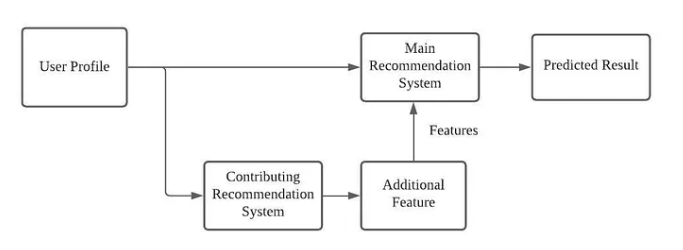 User Profile
Main
Recommendation
System
Predicted Result
Features
Contributing
Recommendation
System
Additional
Feature